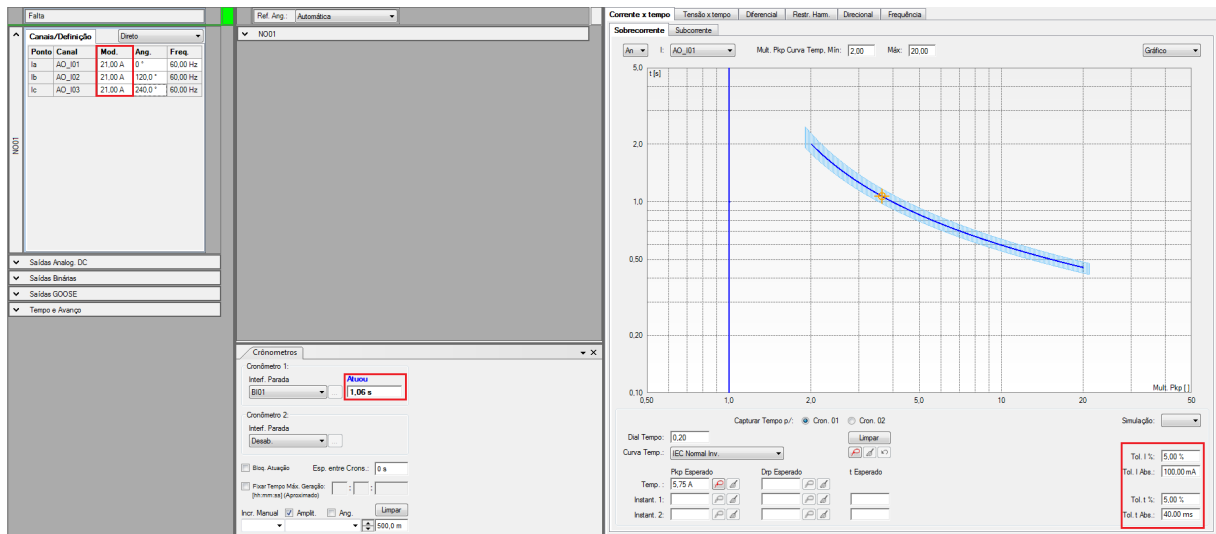 Falta
Canais/Definição Direto
Ponto Canal Mod. Ang. Freq.
Ia AO_I01 21,00 A 0 ° 60,00 Hz
Ib AO_I02 21,00 A 120,0 ° 60,00 Hz
Ic AO_I03 21,00 A 240,0 ° 60,00 Hz
NO01
Saídas Analog. DC
Saídas Binárias
Saídas GOOSE
Tempo e Avanço
Ref. Ang.: Automática
NO01
Crônometros
Cronômetro 1:
Interf. Parada Atuou
BI01 ... 1,06 s
Cronômetro 2:
Interf. Parada
Desab. ...
Bloq. Atuação Esp. entre Crons.: 0 s
Fixar Tempo Máx. Geração: : :
[hh:mm:ss] (Aproximado)
Incr. Manual Amplit. Ang. Limpar
500,0 m
Corrente x tempo Tensão x tempo Diferencial Restr. Harm. Direcional Frequência
Sobrecorrente Subcorrente
An I: AO_I01 Mult. Pkp Curva Temp. Mín: 2,00 Máx: 20,00 Gráfico
5,0 t [s]
2,0
1,0
0,50
0,20
0,10 Mult. Pkp [ ]
0,50 1,0 2,0 5,0 10 20 50
Capturar Tempo p/: Cron. 01 Cron. 02 Simulação:
Dial Tempo: 0,20 Limpar
Curva Temp.: IEC Normal Inv.
Tol. I %: 5,00 %
Pkp Esperado Drp Esperado t Esperado
Tol. I Abs.: 100,00 mA
Temp. : 5,75 A
Instant. 1:
Tol. t %: 5,00 %
Instant. 2:
Tol. t Abs.: 40,00 ms